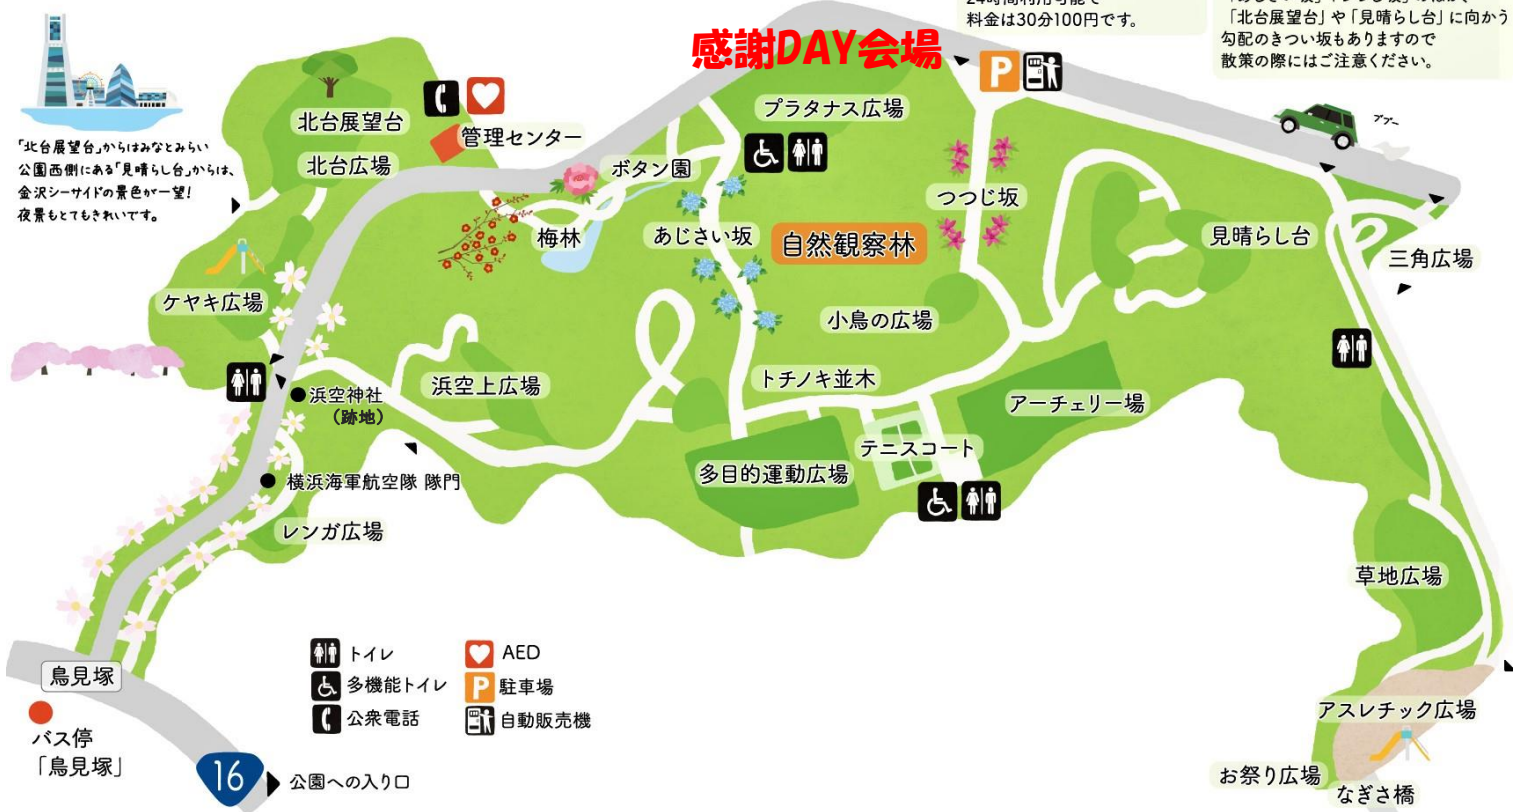 24時間利用可能で
料金は30分100円です。
「北台展望台」や「見晴らし台」に向かう
勾配のきつい坂もありますので
散策の際にはご注意ください。
感謝DAY会場
P
プラタナス広場
ブブー
北台展望台
管理センター
北台広場
ボタン園
「北台展望台」からはみなとみらい
公園西側にある「見晴らし台」からは、
金沢シーサイドの景色が一望!
夜景もとてもきれいです。
つつじ坂
梅林
あじさい坂
自然観察林
見晴らし台
三角広場
ケヤキ広場
小鳥の広場
浜空上広場
トチノキ並木
浜空神社
(跡地)
アーチェリー場
テニスコート
多目的運動広場
横浜海軍航空隊 隊門
レンガ広場
草地広場
トイレ
AED
多機能トイレ
P
駐車場
公衆電話
自動販売機
鳥見塚
バス停
「鳥見塚」
16
公園への入り口
アスレチック広場
お祭り広場
なぎさ橋